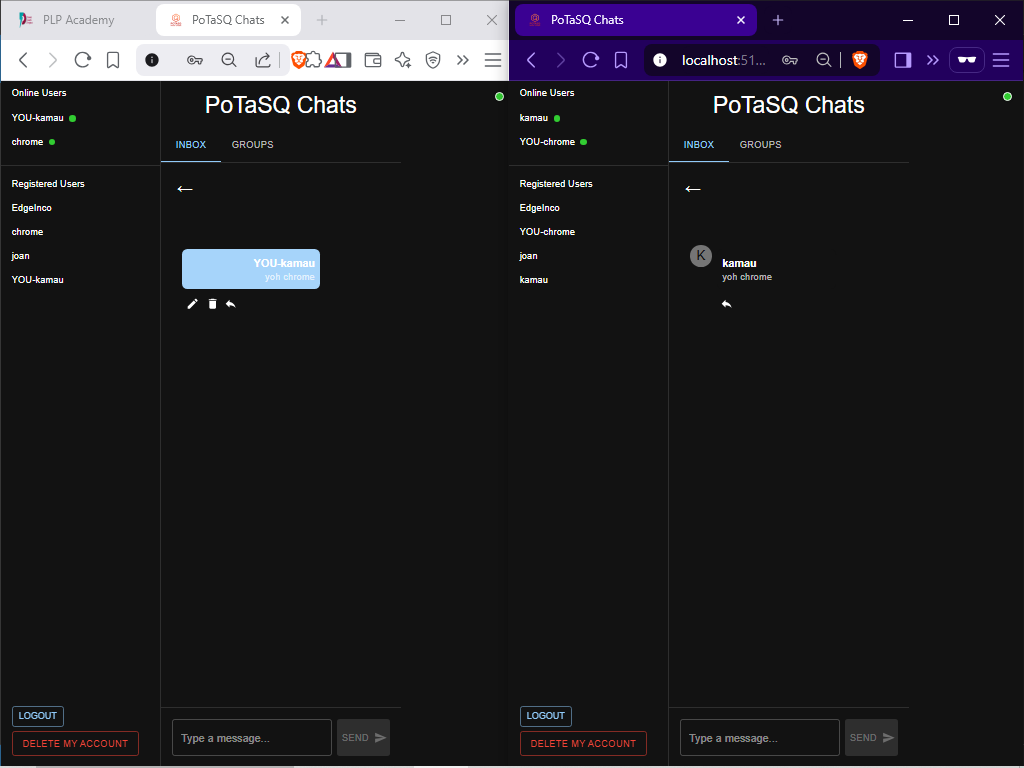 PLP Academy
PoTaSQ Chats
Online Users
YOU-kamau
chrome
Registered Users
EdgeInco
chrome
joan
YOU-kamau
LOGOUT
DELETE MY ACCOUNT
PoTaSQ Chats
INBOX
GROUPS
YOU-kamau
yoh chrome
Type a message...
SEND
PoTaSQ Chats
localhost:51...
Online Users
kamau
YOU-chrome
Registered Users
EdgeInco
YOU-chrome
joan
kamau
LOGOUT
DELETE MY ACCOUNT
PoTaSQ Chats
INBOX
GROUPS
K
kamau
yoh chrome
Type a message...
SEND